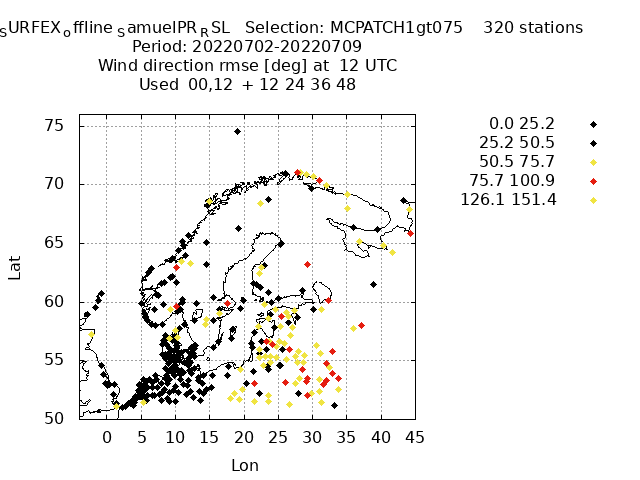 SURFEXoffline SamuelPRRSL Selection: MCPATCH1gt075 320 stations
Period: 20220702-20220709
Wind direction rmse [deg] at 12 UTC
Used 00,12 + 12 24 36 48
0.0 25.2
25.2 50.5
50.5 75.7
75.7 100.9
126.1 151.4
75
70
65
60
55
50
Lat
0 5 10 15 20 25 30 35 40 45
Lon